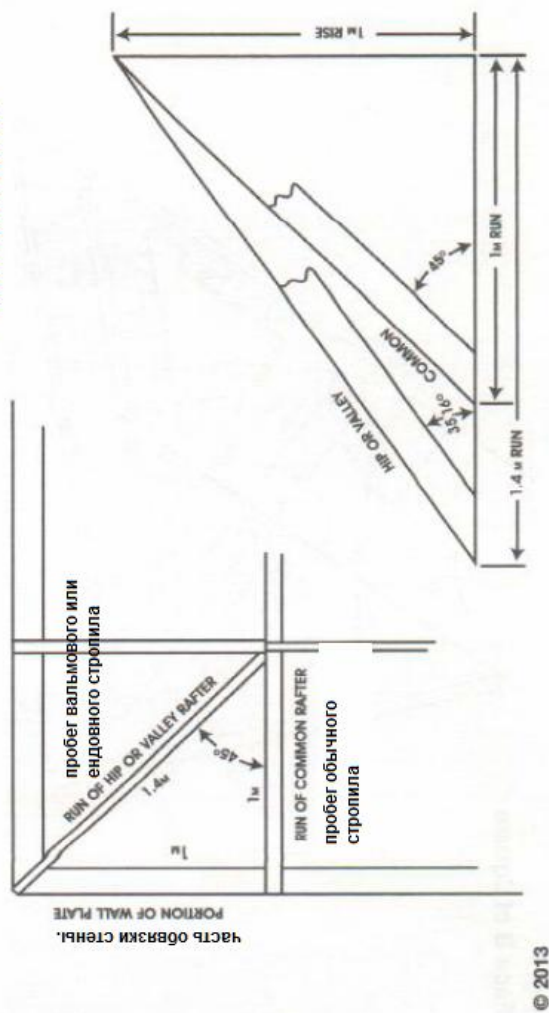 пробег вальмового или
ендовного стропила
RUN OF HIP OR VALLEY RAFTER
1.4м
45°
1м
1м
RUN OF COMMON RAFTER
пробег обычного
стропила
PORTION OF WALL PLATE
часть обвязки стены.
1м RISE
HIP OR VALLEY
COMMON
35,16°
45°
1м RUN
1.4 м RUN
© 2013